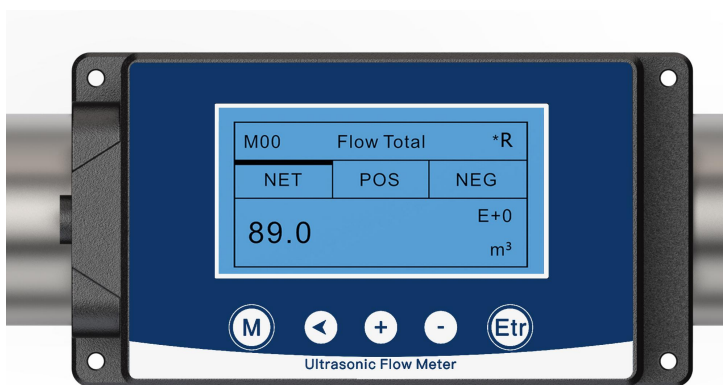 M00 Flow Total *R
NET POS NEG
89.0 E+0
m³
M + - Etr
Ultrasonic Flow Meter